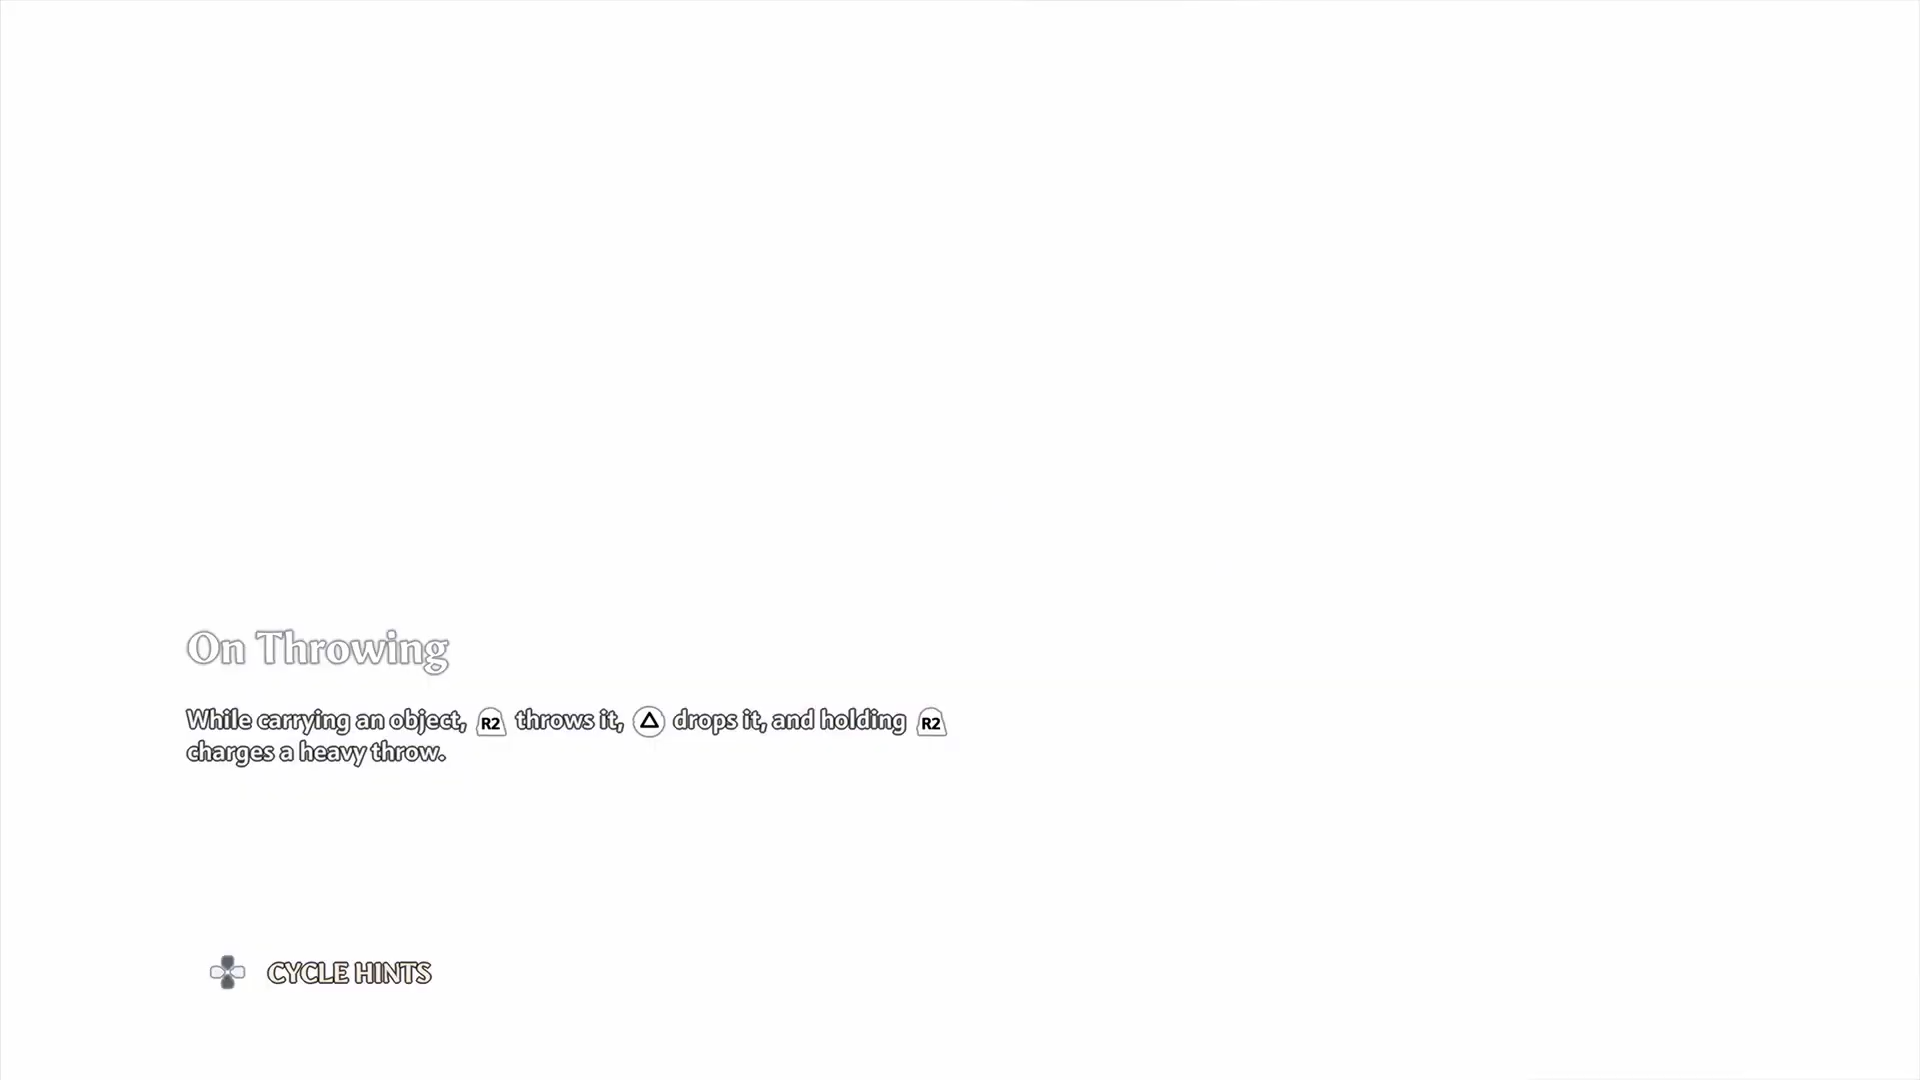 On Throwing
While carrying an object, R2 throws it, △ drops it, and holding R2
charges a heavy throw.
CYCLE HINTS